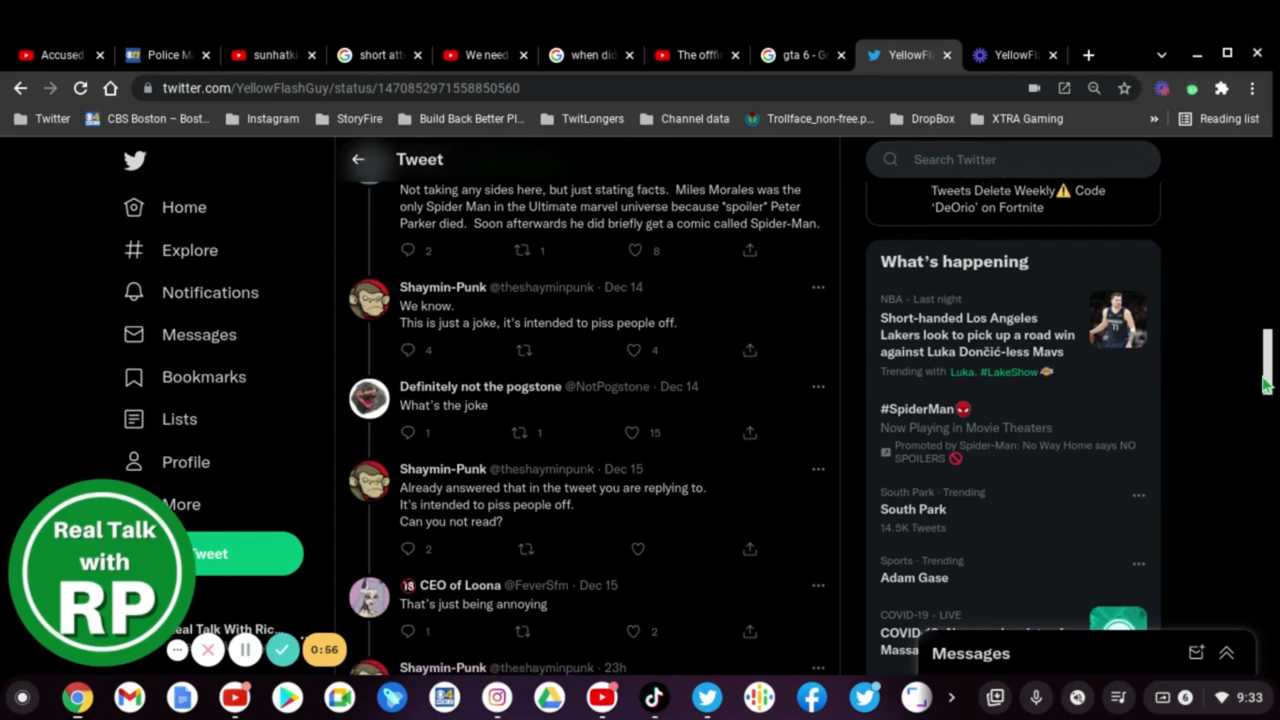 Accused
Police M
sunhatki
short att
We need
when did
The offfi
gta 6 - G
YellowFl
YellowFl
twitter.com/YellowFlashGuy/status/1470852971558850560
Twitter
CBS Boston – Bost...
Instagram
StoryFire
Build Back Better Pl...
TwitLongers
Channel data
Trollface_non-free.p...
DropBox
XTRA Gaming
»
Reading list
Home
Explore
Notifications
Messages
Bookmarks
Lists
Profile
More
Tweet
Real Talk
with
RP
eal Talk With Ric...
0:56
Tweet
Not taking any sides here, but just stating facts. Miles Morales was the
only Spider Man in the Ultimate marvel universe because *spoiler* Peter
Parker died. Soon afterwards he did briefly get a comic called Spider-Man.
2 1 8
Shaymin-Punk @theshayminpunk · Dec 14
We know.
This is just a joke, it's intended to piss people off.
4 4
Definitely not the pogstone @NotPogstone · Dec 14
What's the joke
1 1 15
Shaymin-Punk @theshayminpunk · Dec 15
Already answered that in the tweet you are replying to.
It's intended to piss people off.
Can you not read?
2
🔞 CEO of Loona @FeverSfm · Dec 15
That's just being annoying
1 2
Shaymin-Punk @theshayminpunk · 23h
Search Twitter
Tweets Delete Weekly⚠️ Code
'DeOrio' on Fortnite
What's happening
NBA · Last night
Short-handed Los Angeles
Lakers look to pick up a road win
against Luka Dončić-less Mavs
Trending with Luka, #LakeShow
#SpiderMan
Now Playing in Movie Theaters
Promoted by Spider-Man: No Way Home says NO
SPOILERS 🚫
South Park · Trending
South Park
14.5K Tweets
Sports · Trending
Adam Gase
COVID-19 · LIVE
Massa
Messages
6
9:33